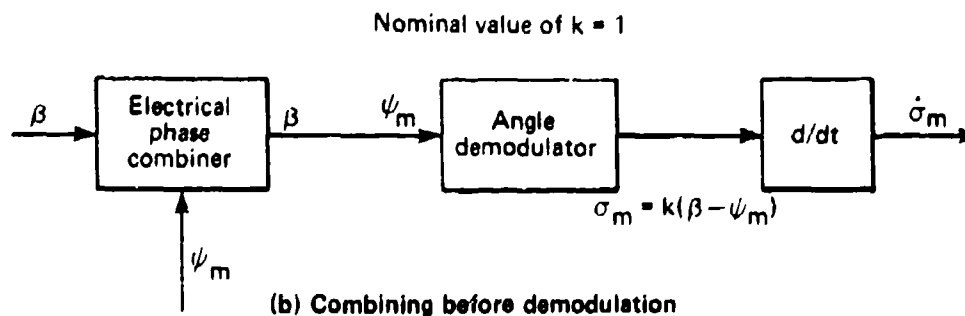 Nominal value of k = 1
β
Electrical
phase
combiner
β
ψm
Angle
demodulator
d/dt
σ̇m
σm = k(β − ψm)
ψm
(b) Combining before demodulation